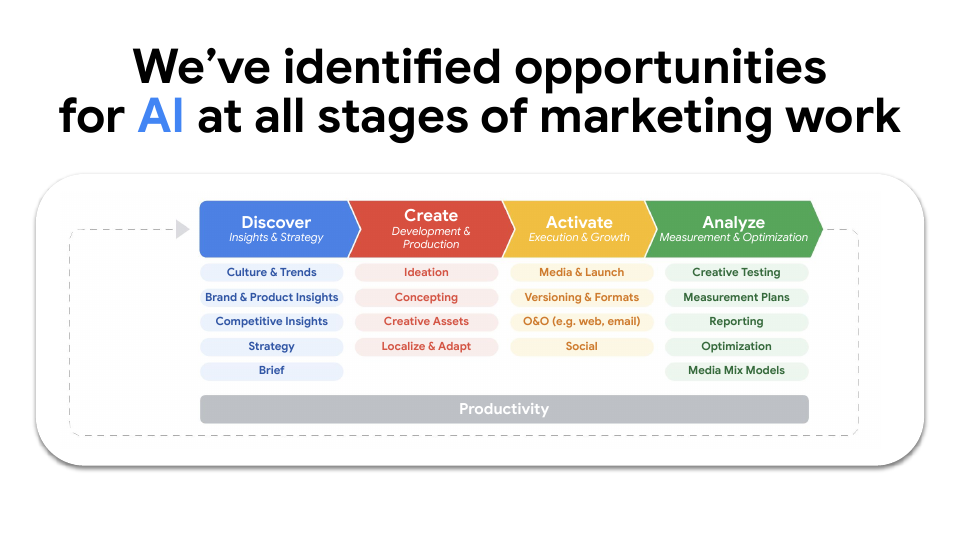 We’ve identified opportunities
for AI at all stages of marketing work
Discover
Insights & Strategy
Culture & Trends
Brand & Product Insights
Competitive Insights
Strategy
Brief
Create
Development &
Production
Ideation
Concepting
Creative Assets
Localize & Adapt
Activate
Execution & Growth
Media & Launch
Versioning & Formats
O&O (e.g. web, email)
Social
Analyze
Measurement & Optimization
Creative Testing
Measurement Plans
Reporting
Optimization
Media Mix Models
Productivity